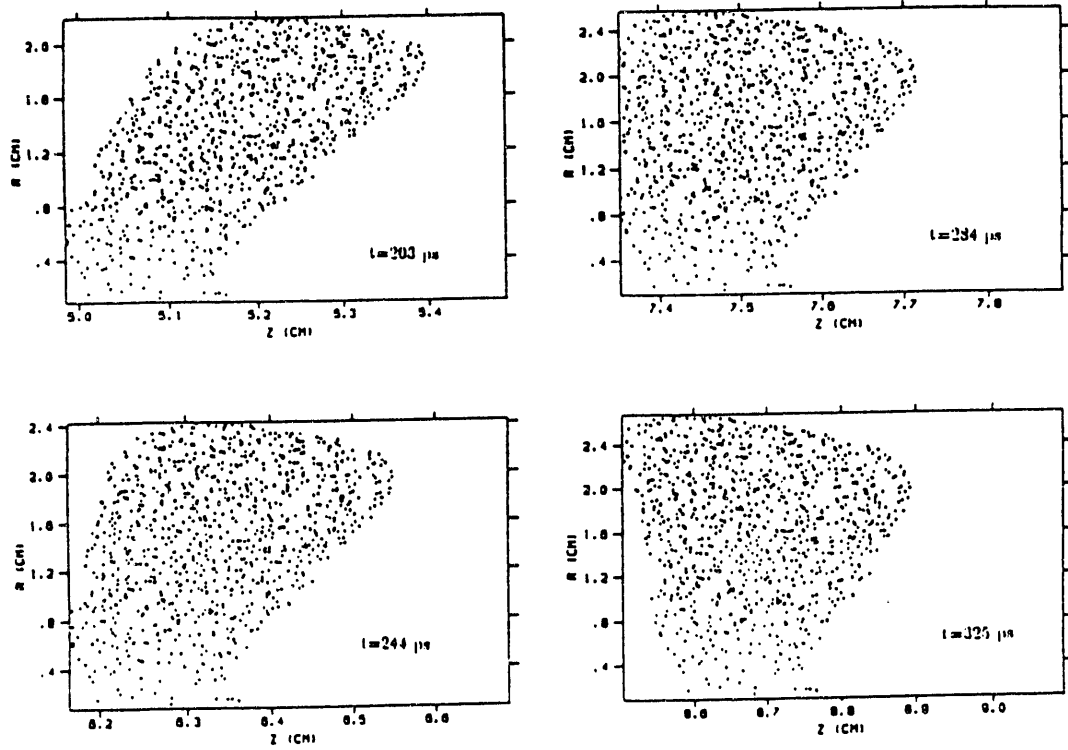 2.0
1.6
1.2
.8
.4
R (CM)
t=203 ps
5.0 5.1 5.2 5.3 5.4
Z (CM)
2.4
2.0
1.6
1.2
.8
.4
R (CM)
t=284 ps
7.4 7.5 7.6 7.7 7.8
Z (CM)
2.4
2.0
1.6
1.2
.8
.4
R (CM)
t=244 ps
6.2 6.3 6.4 6.5 6.6
Z (CM)
2.4
2.0
1.6
1.2
.8
.4
R (CM)
t=325 ps
8.6 8.7 8.8 8.9 9.0
Z (CM)